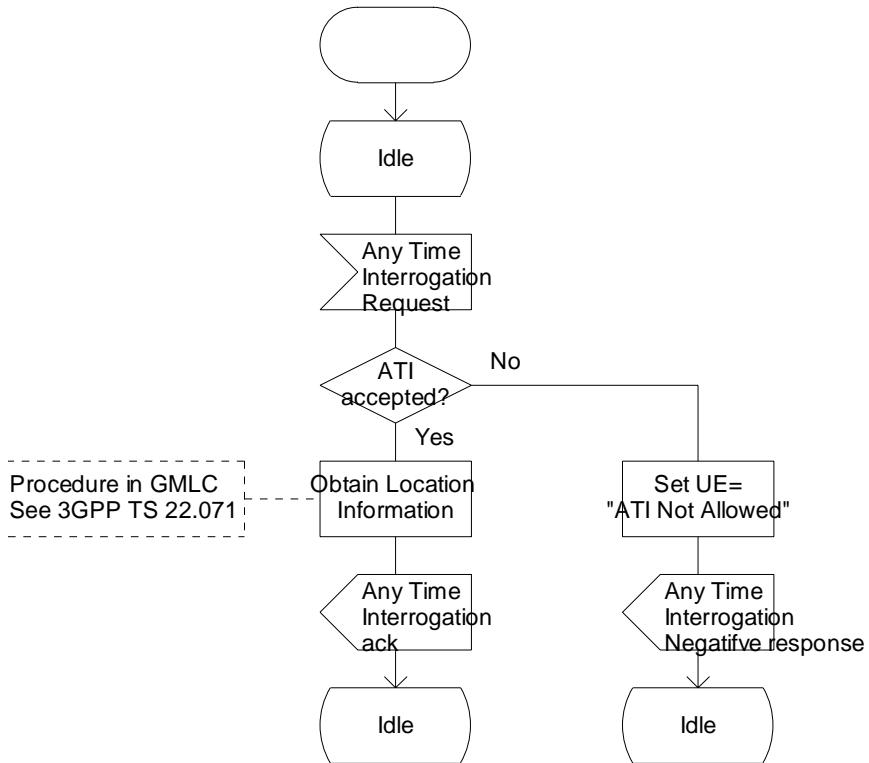 Idle
Any Time
Interrogation
Request
ATI
accepted?
No
Yes
Procedure in GMLC
See 3GPP TS 22.071
Obtain Location
Information
Set UE=
"ATI Not Allowed"
Any Time
Interrogation
ack
Any Time
Interrogation
Negatifve response
Idle
Idle